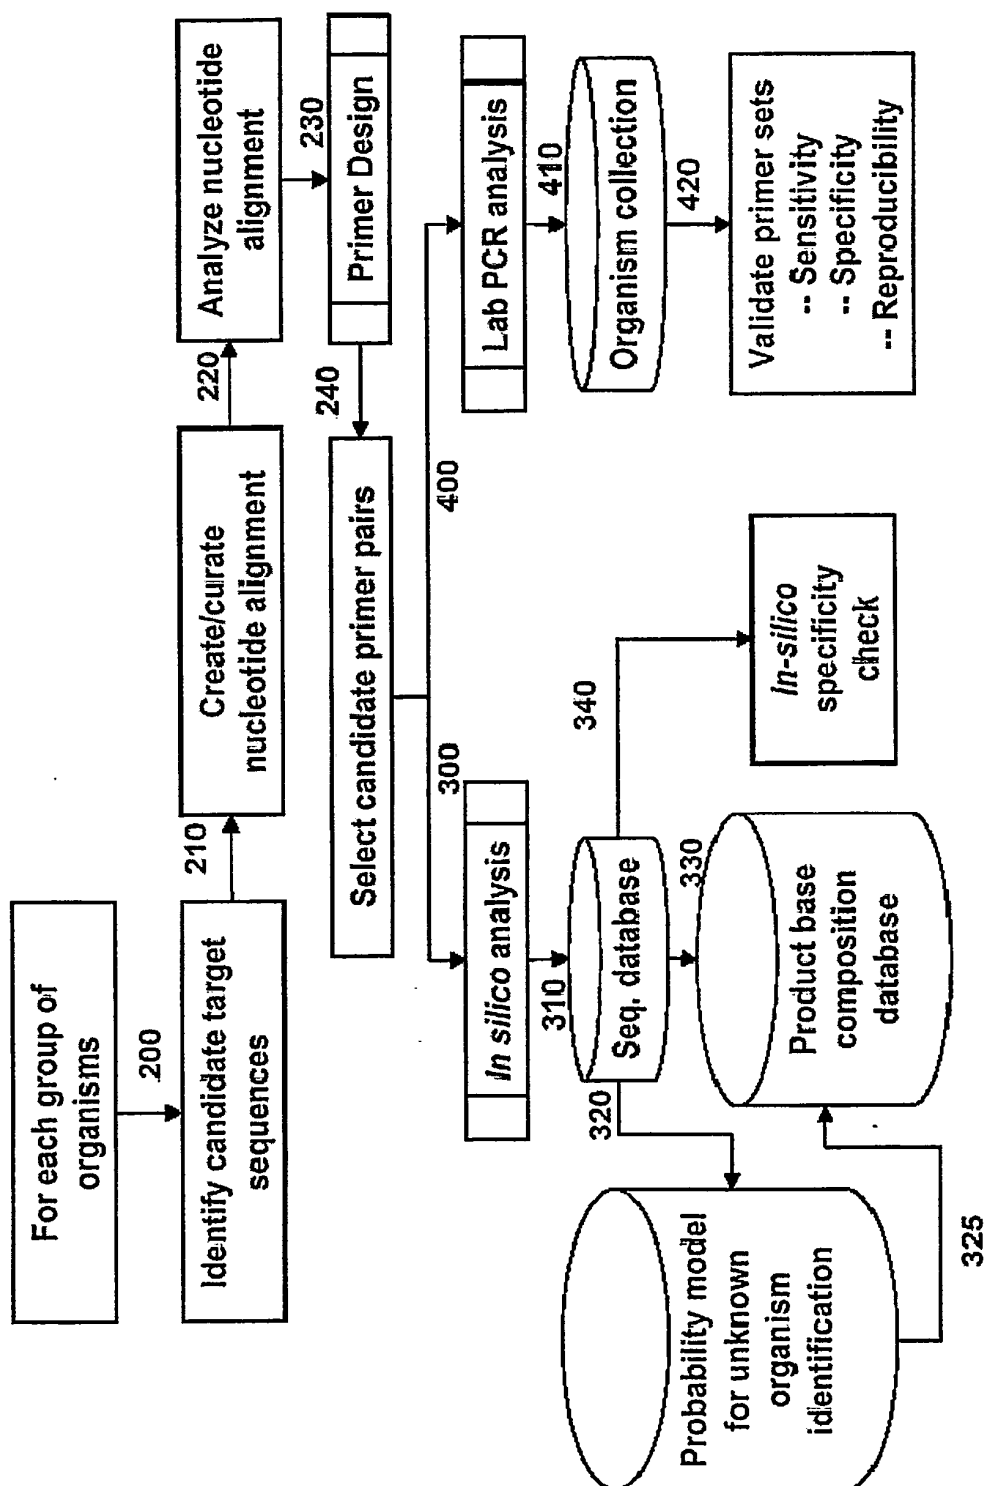 For each group of
organisms
200
Identify candidate target
sequences
210
Create/curate
nucleotide alignment
220
Analyze nucleotide
alignment
230
Primer Design
240
Select candidate primer pairs
300
400
In silico analysis
310
Seq. database
320
Probability model
for unknown
organism
identification
325
330
Product base
composition
database
340
In-silico
specificity
check
Lab PCR analysis
410
Organism collection
420
Validate primer sets
-- Sensitivity
-- Specificity
-- Reproducibility